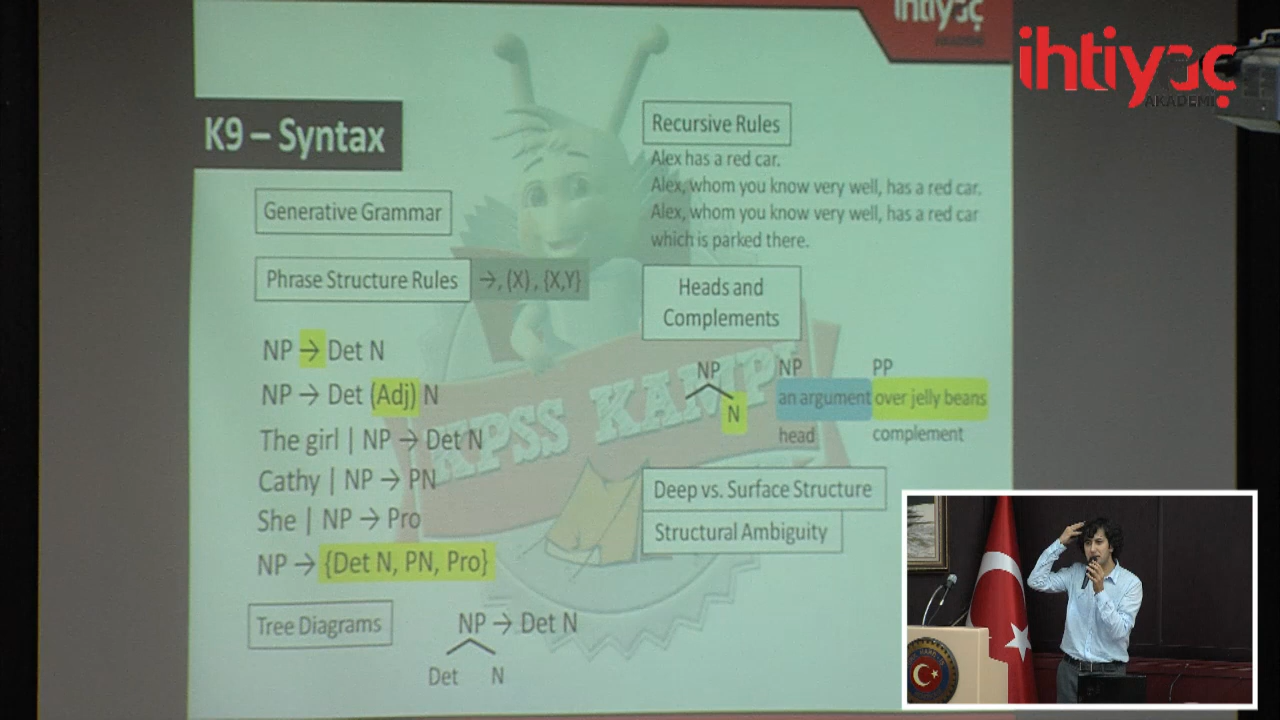 ihtiyaç
AKADEMİ
ihtiyaç
AKADEMİ
K9 – Syntax
Generative Grammar
Phrase Structure Rules →, (X) , {X,Y}
NP → Det N
NP → Det (Adj) N
The girl | NP → Det N
Cathy | NP → PN
She | NP → Pro
NP → {Det N, PN, Pro}
Tree Diagrams
NP → Det N
Det N
Recursive Rules
Alex has a red car.
Alex, whom you know very well, has a red car.
Alex, whom you know very well, has a red car
which is parked there.
Heads and
Complements
NP
N
NP PP
an argument over jelly beans
head complement
Deep vs. Surface Structure
Structural Ambiguity
KPSS KAMPI